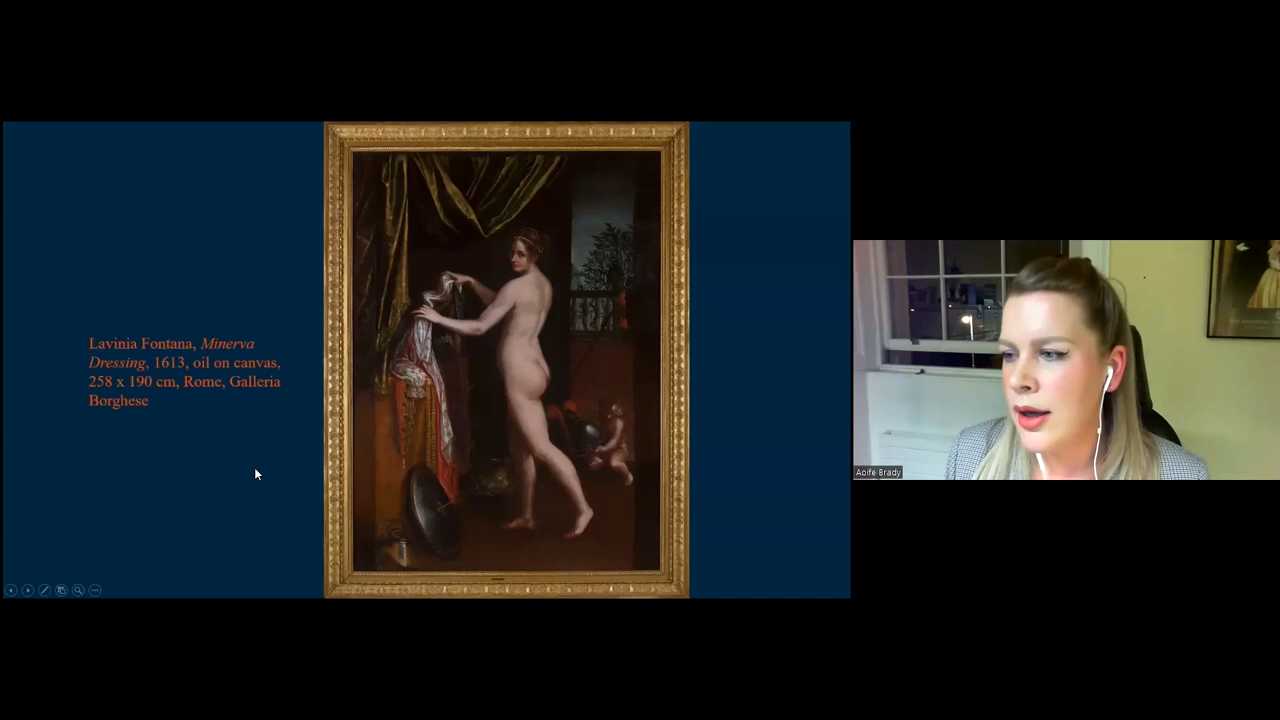 Lavinia Fontana, Minerva
Dressing, 1613, oil on canvas,
258 x 190 cm, Rome, Galleria
Borghese
Aoife Brady